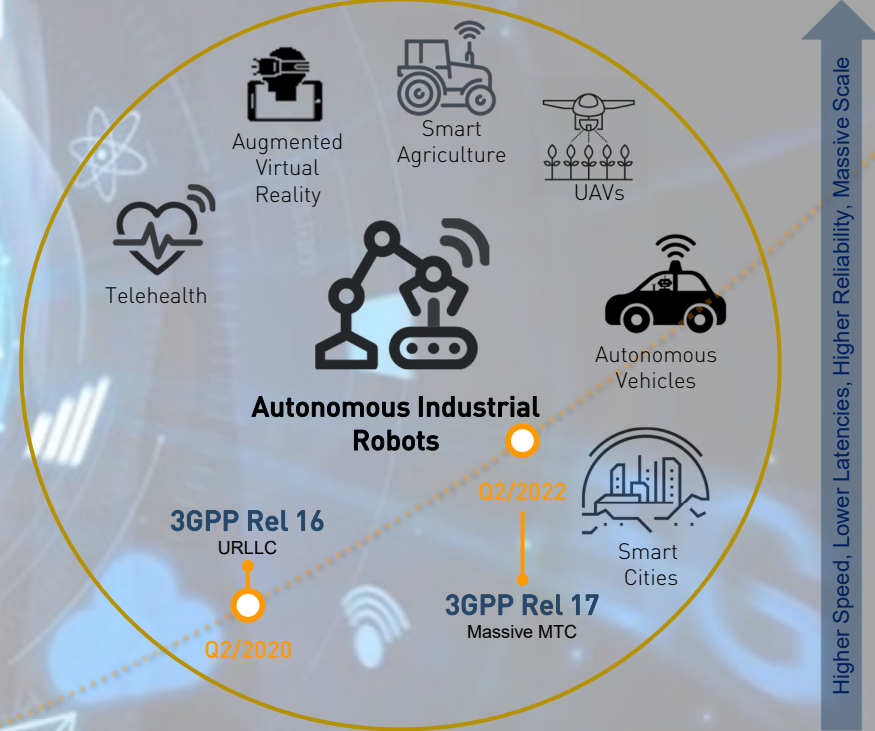 Augmented
Virtual
Reality
Smart
Agriculture
UAVs
Telehealth
Autonomous
Vehicles
Autonomous Industrial
Robots
Q2/2022
3GPP Rel 16
URLLC
Smart
Cities
3GPP Rel 17
Massive MTC
Q2/2020
Higher Speed, Lower Latencies, Higher Reliability, Massive Scale